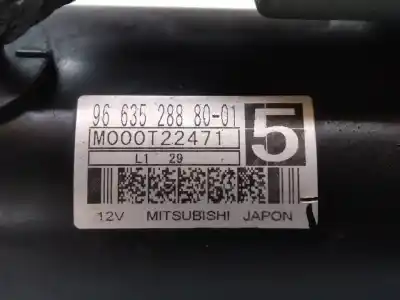 96 635 288 80-01
M000T22471
5
L1 29
12V MITSUBISHI JAPON